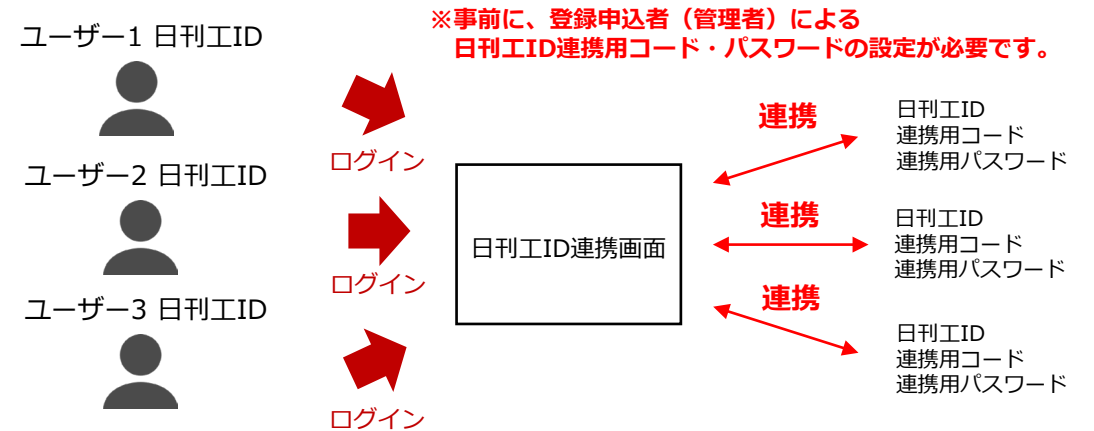 ※事前に、登録申込者（管理者）による
日刊工ID連携用コード・パスワードの設定が必要です。
ユーザー1 日刊工ID
ログイン
ユーザー2 日刊工ID
ログイン
ユーザー3 日刊工ID
ログイン
日刊工ID連携画面
連携
日刊工ID
連携用コード
連携用パスワード
連携
日刊工ID
連携用コード
連携用パスワード
連携
日刊工ID
連携用コード
連携用パスワード